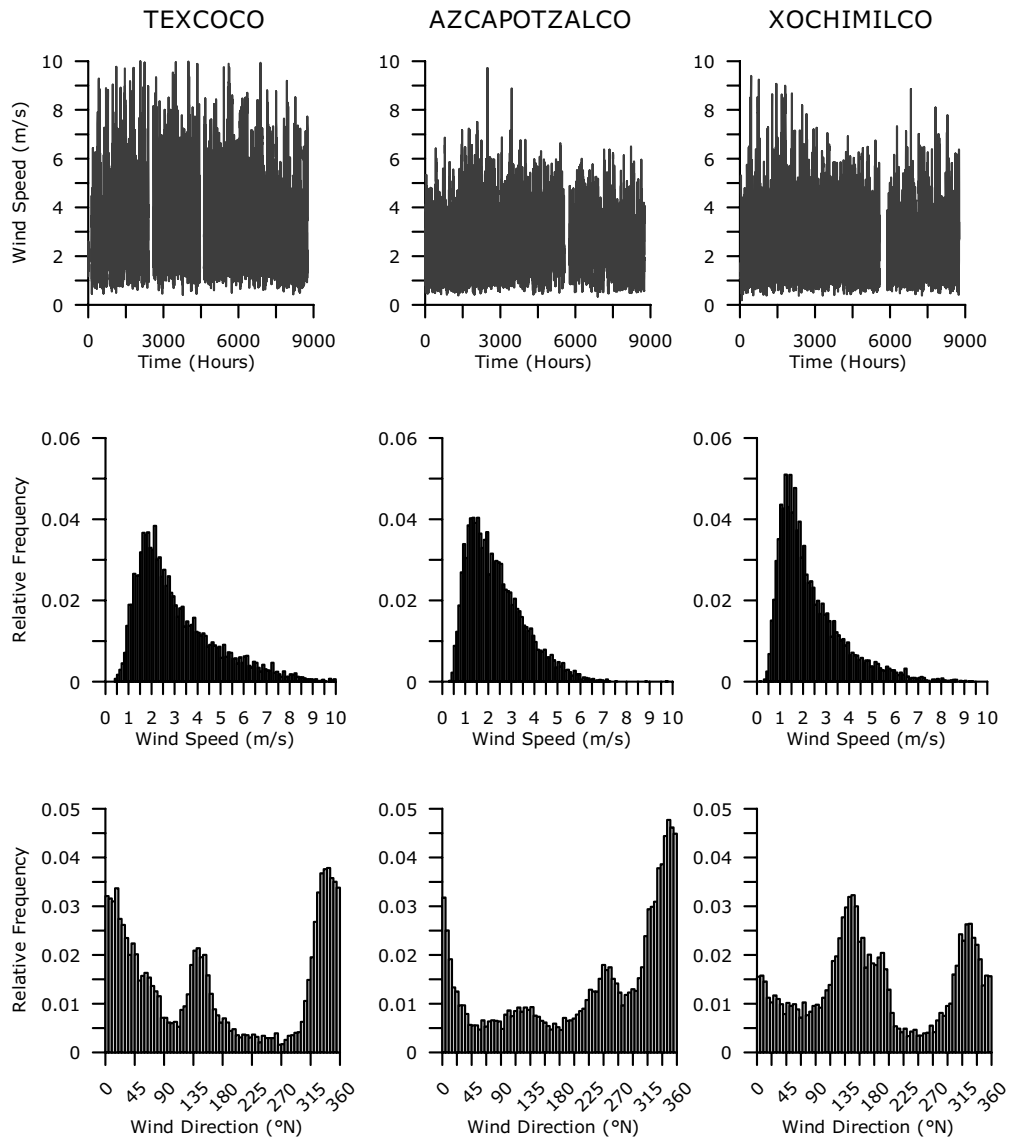 TEXCOCO AZCAPOTZALCO XOCHIMILCO
Wind Speed (m/s)
10 10 10
8 8 8
6 6 6
4 4 4
2 2 2
0 0 0
0 3000 6000 9000 0 3000 6000 9000 0 3000 6000 9000
Time (Hours) Time (Hours) Time (Hours)
Relative Frequency
0.06 0.06 0.06
0.04 0.04 0.04
0.02 0.02 0.02
0 0 0
0 1 2 3 4 5 6 7 8 9 10 0 1 2 3 4 5 6 7 8 9 10 0 1 2 3 4 5 6 7 8 9 10
Wind Speed (m/s) Wind Speed (m/s) Wind Speed (m/s)
Relative Frequency
0.05 0.05 0.05
0.04 0.04 0.04
0.03 0.03 0.03
0.02 0.02 0.02
0.01 0.01 0.01
0 0 0
0 45 90 135 180 225 270 315 360 0 45 90 135 180 225 270 315 360 0 45 90 135 180 225 270 315 360
Wind Direction (°N) Wind Direction (°N) Wind Direction (°N)